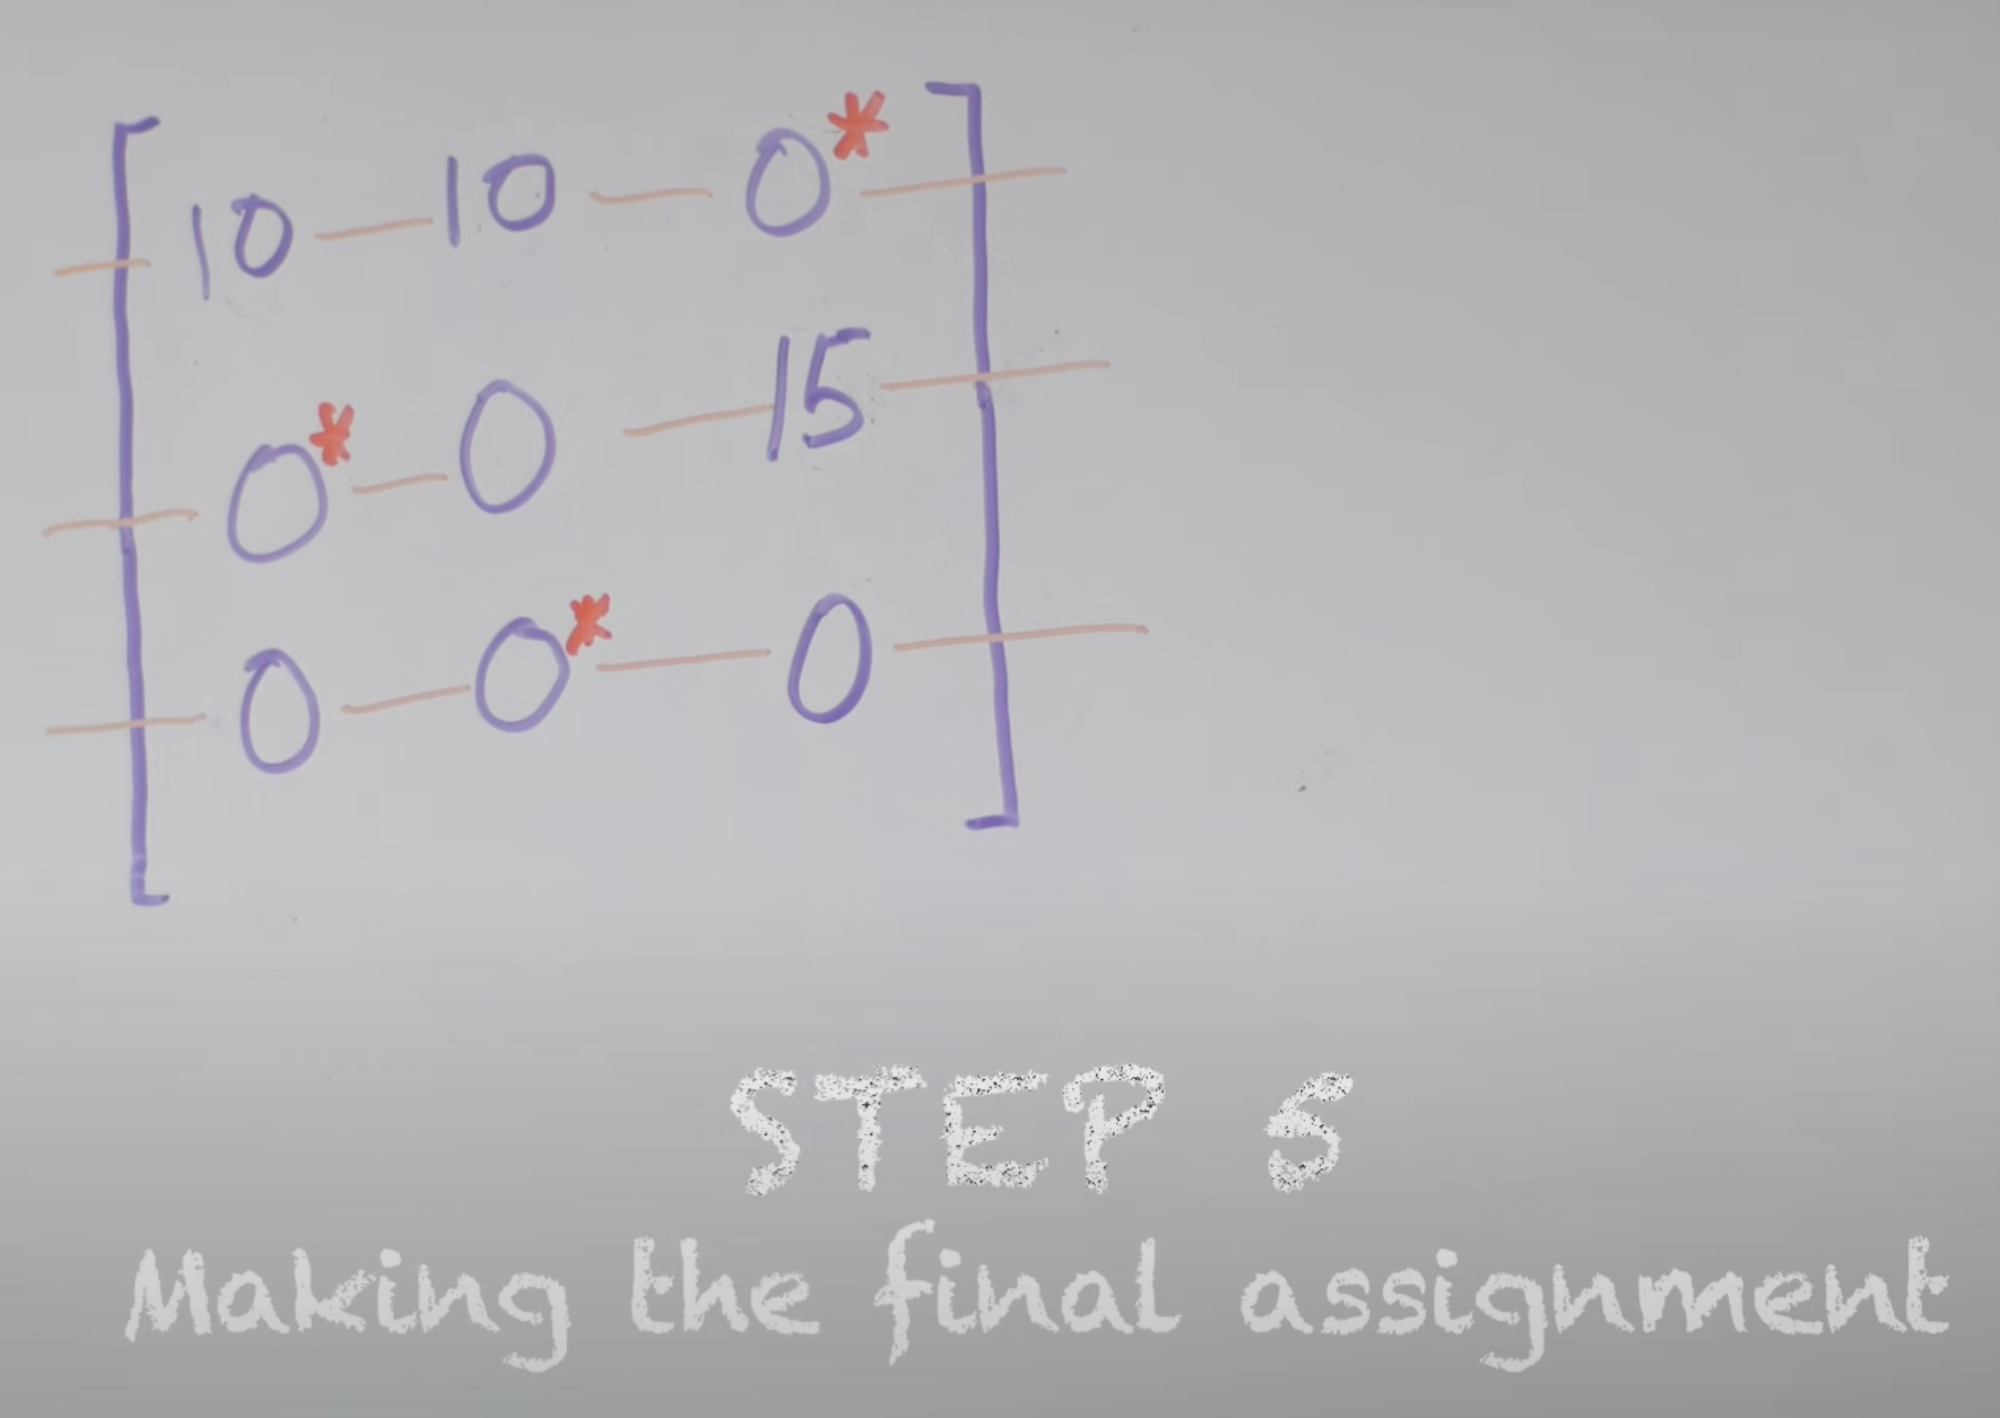 10 10 0*
0* 0 15
0 0* 0
STEP 5
Making the final assignment